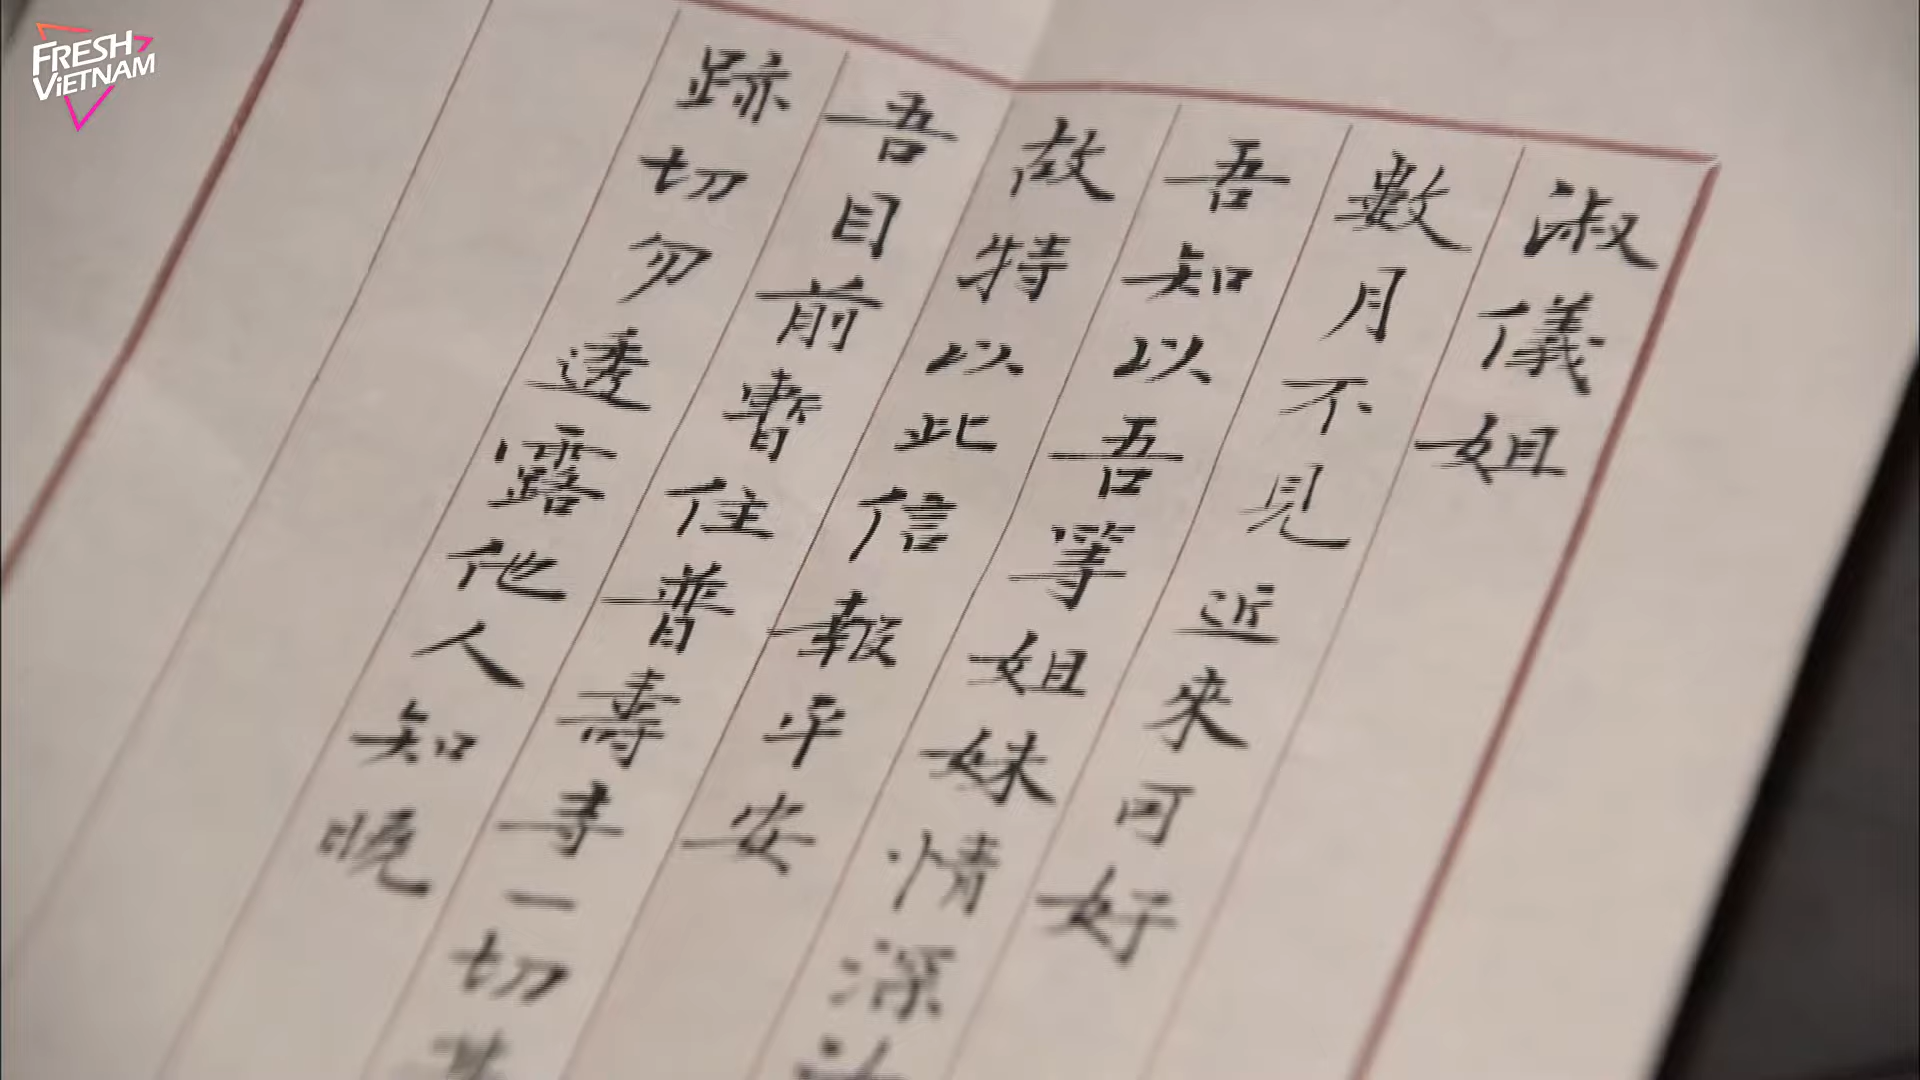 FRESH
ViETNAM
淑儀姐
數月不見近來可好
吾知以吾等姐妹情深
故特以此信報平安
吾目前暫住普壽寺一切
跡切勿透露他人知曉